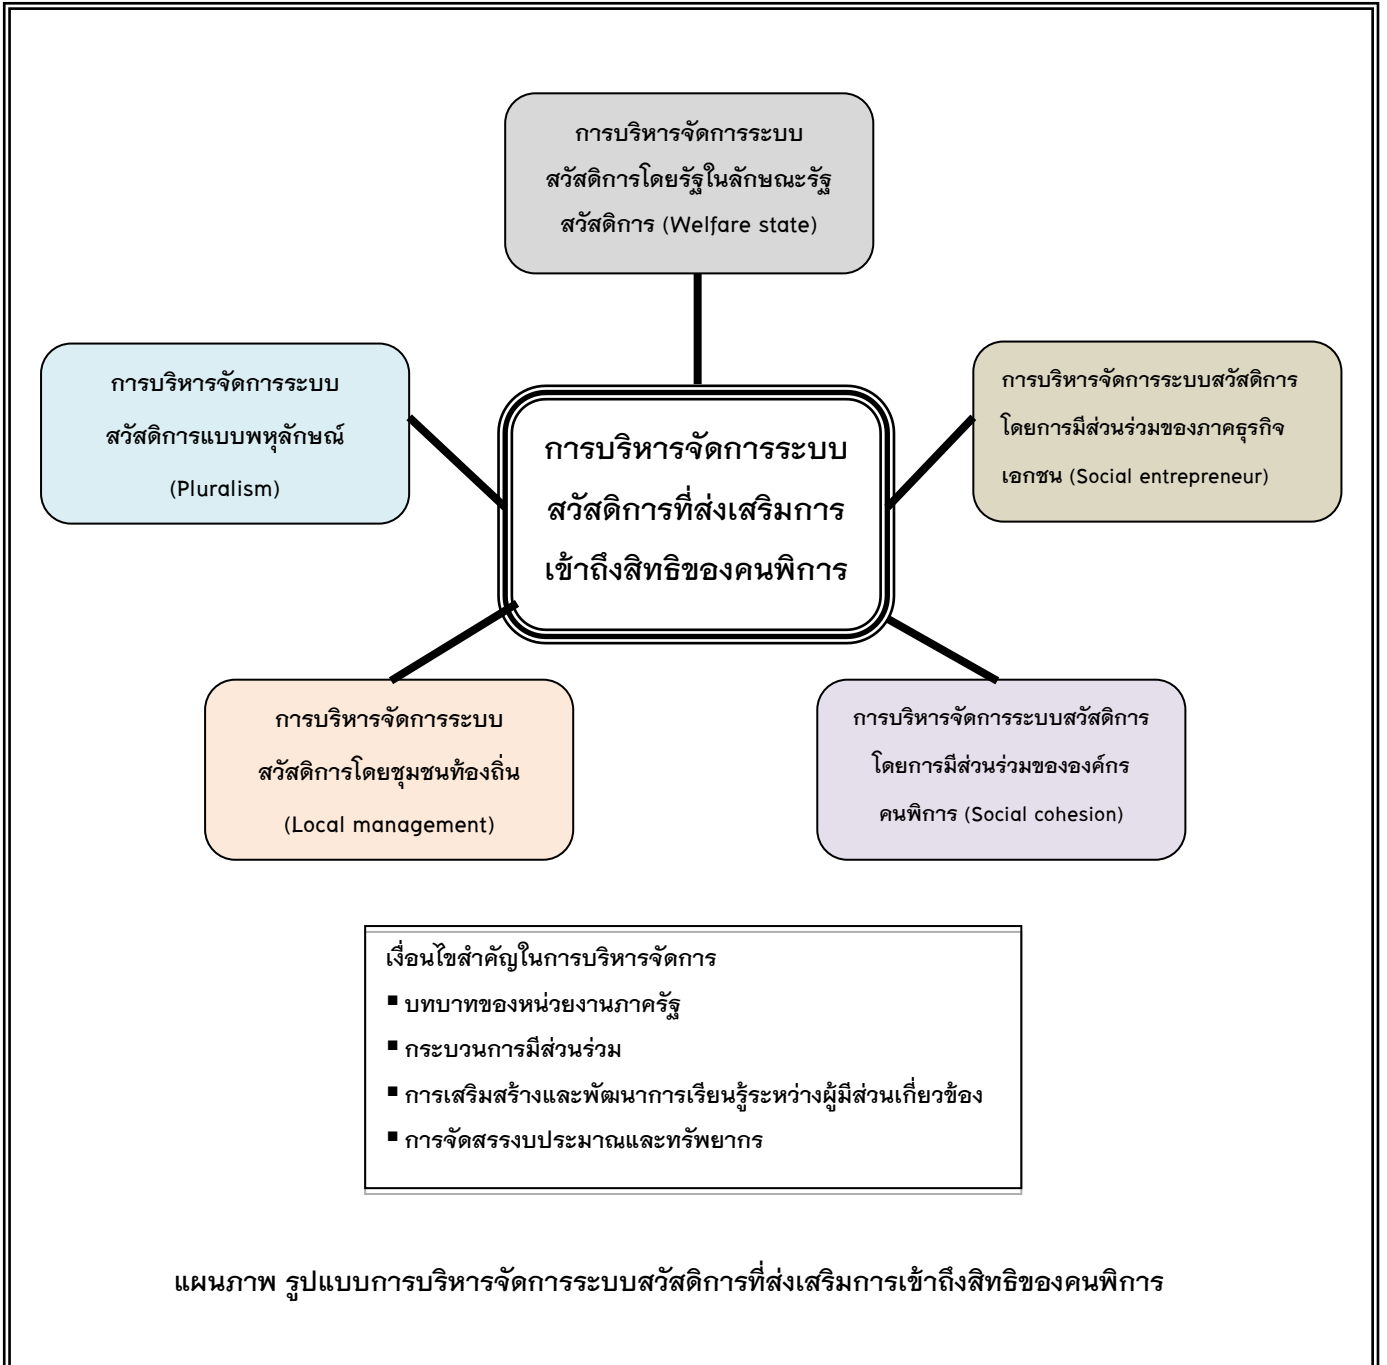 การบริหารจัดการระบบ
สวัสดิการโดยรัฐในลักษณะรัฐ
สวัสดิการ (Welfare state)
การบริหารจัดการระบบ
สวัสดิการแบบพหุลักษณ์
(Pluralism)
การบริหารจัดการระบบสวัสดิการ
โดยการมีส่วนร่วมของภาคธุรกิจ
เอกชน (Social entrepreneur)
การบริหารจัดการระบบ
สวัสดิการที่ส่งเสริมการ
เข้าถึงสิทธิของคนพิการ
การบริหารจัดการระบบ
สวัสดิการโดยชุมชนท้องถิ่น
(Local management)
การบริหารจัดการระบบสวัสดิการ
โดยการมีส่วนร่วมขององค์กร
คนพิการ (Social cohesion)
เงื่อนไขสำคัญในการบริหารจัดการ
▪ บทบาทของหน่วยงานภาครัฐ
▪ กระบวนการมีส่วนร่วม
▪ การเสริมสร้างและพัฒนาการเรียนรู้ระหว่างผู้มีส่วนเกี่ยวข้อง
▪ การจัดสรรงบประมาณและทรัพยากร
แผนภาพ รูปแบบการบริหารจัดการระบบสวัสดิการที่ส่งเสริมการเข้าถึงสิทธิของคนพิการ